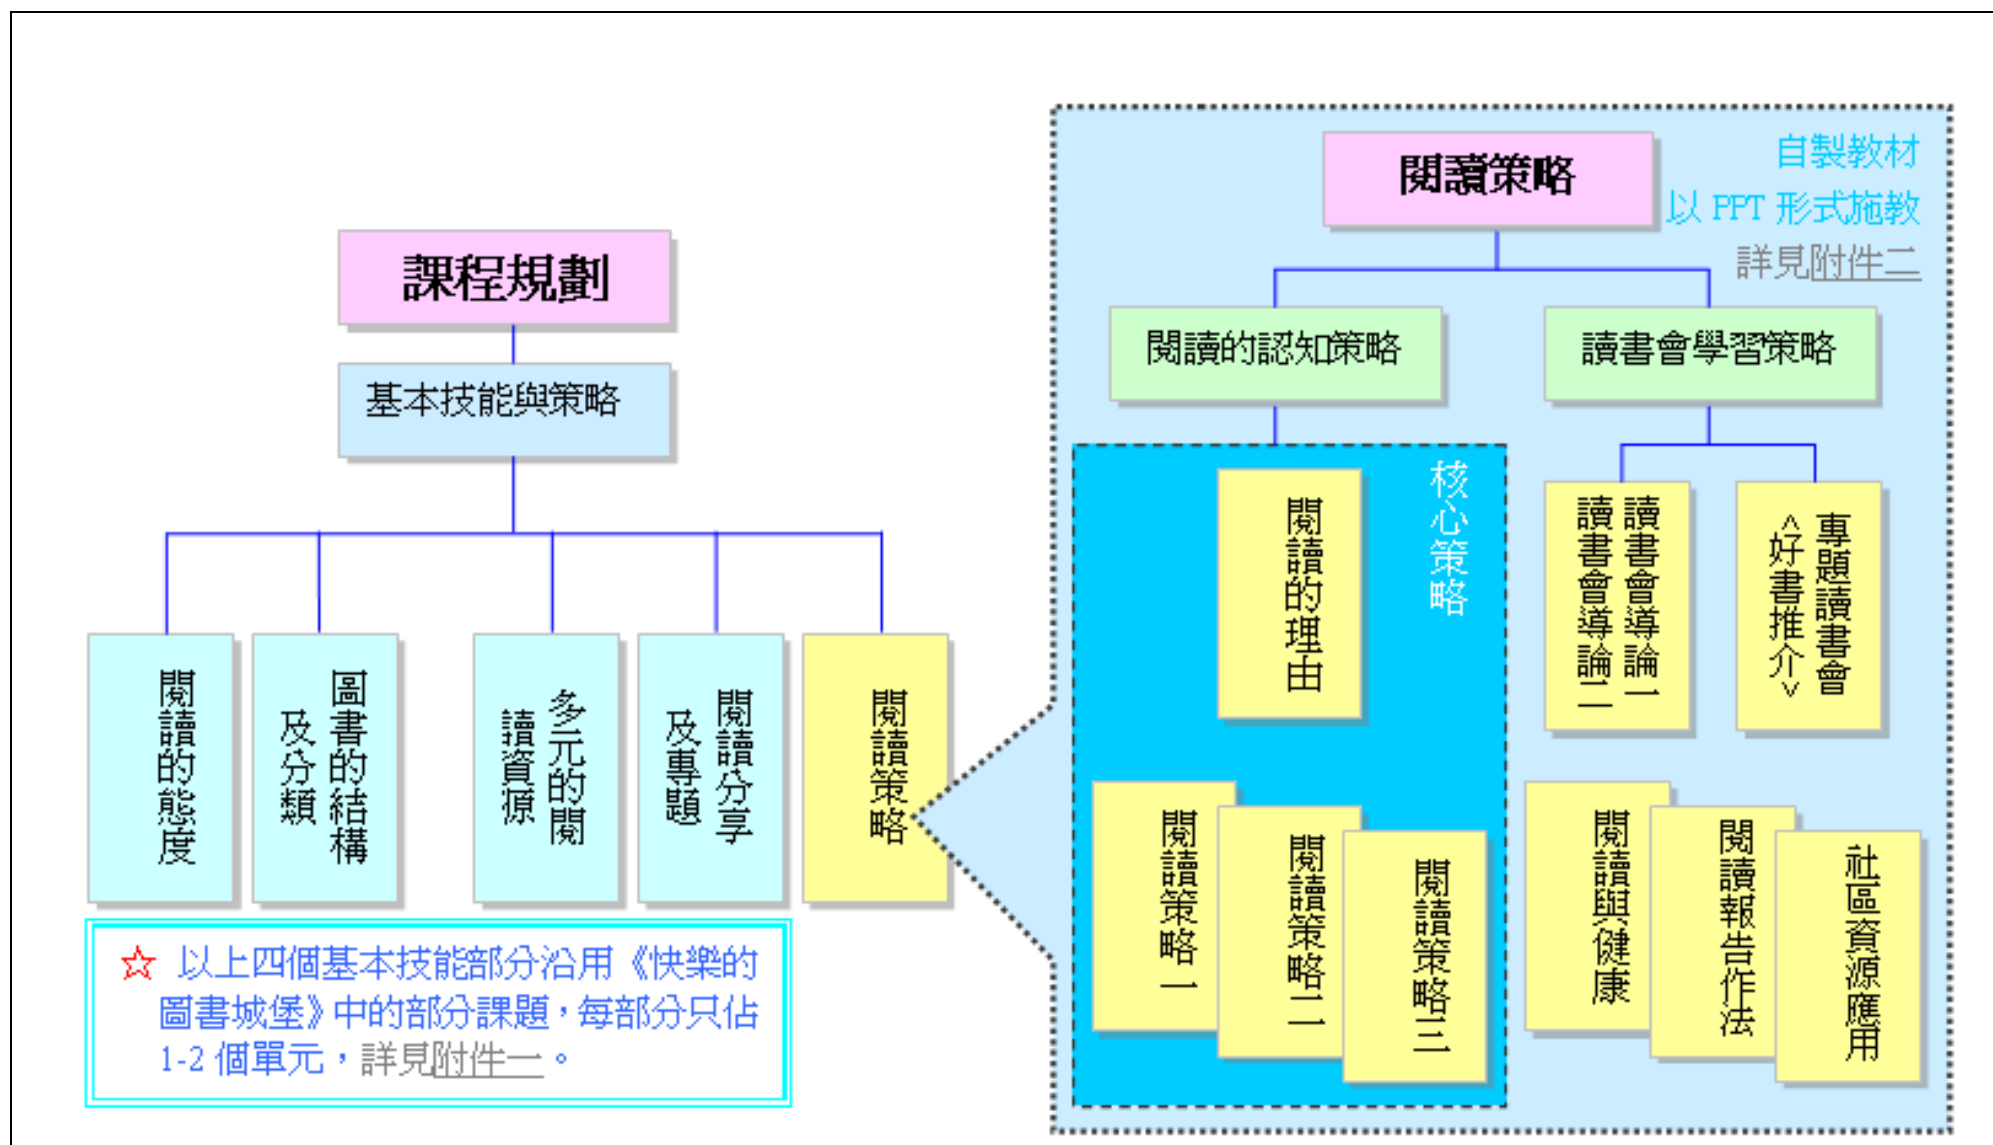 課程規劃
基本技能與策略
閱讀的態度
圖書的結構
及分類
多元的閱
讀資源
閱讀分享
及專題
閱讀策略
☆ 以上四個基本技能部分沿用《快樂的
圖書城堡》中的部分課題，每部分只佔
1-2 個單元，詳見附件一。
閱讀策略
自製教材
以 PPT 形式施教
詳見附件二
閱讀的認知策略
讀書會學習策略
核心策略
閱讀的理由
閱讀策略一
閱讀策略二
閱讀策略三
讀書會導論一
讀書會導論二
專題讀書會
<好書推介>
閱讀與健康
閱讀報告作法
社區資源應用